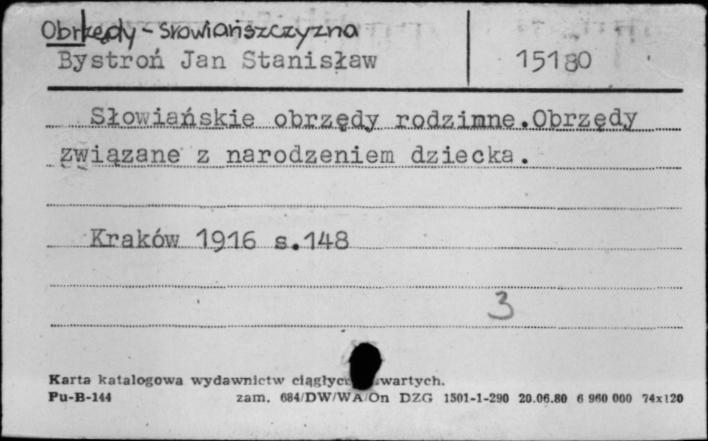 Obrzędy - Słowiańszczyzna
Bystroń Jan Stanisław 15180
Słowiańskie obrzędy rodzinne.Obrzędy
związane z narodzeniem dziecka.
Kraków 1916 s.148
3
Karta katalogowa wydawnictw ciągłyc wartych.
Pu-B-144 zam. 684/DW/WA/On DZG 1501-1-290 20.06.80 6 960 000 74x120